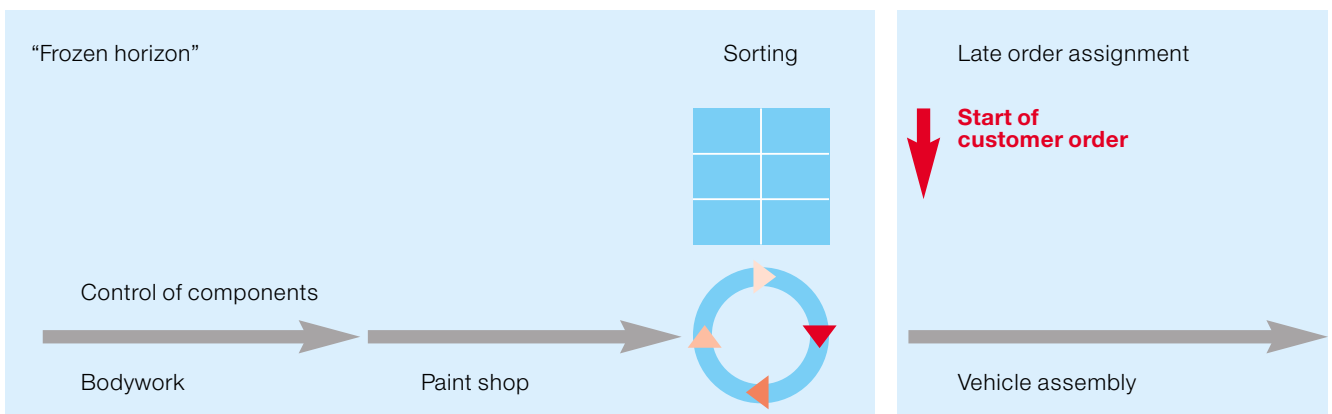 “Frozen horizon”
Sorting
Late order assignment
Start of
customer order
Control of components
Bodywork
Paint shop
Vehicle assembly